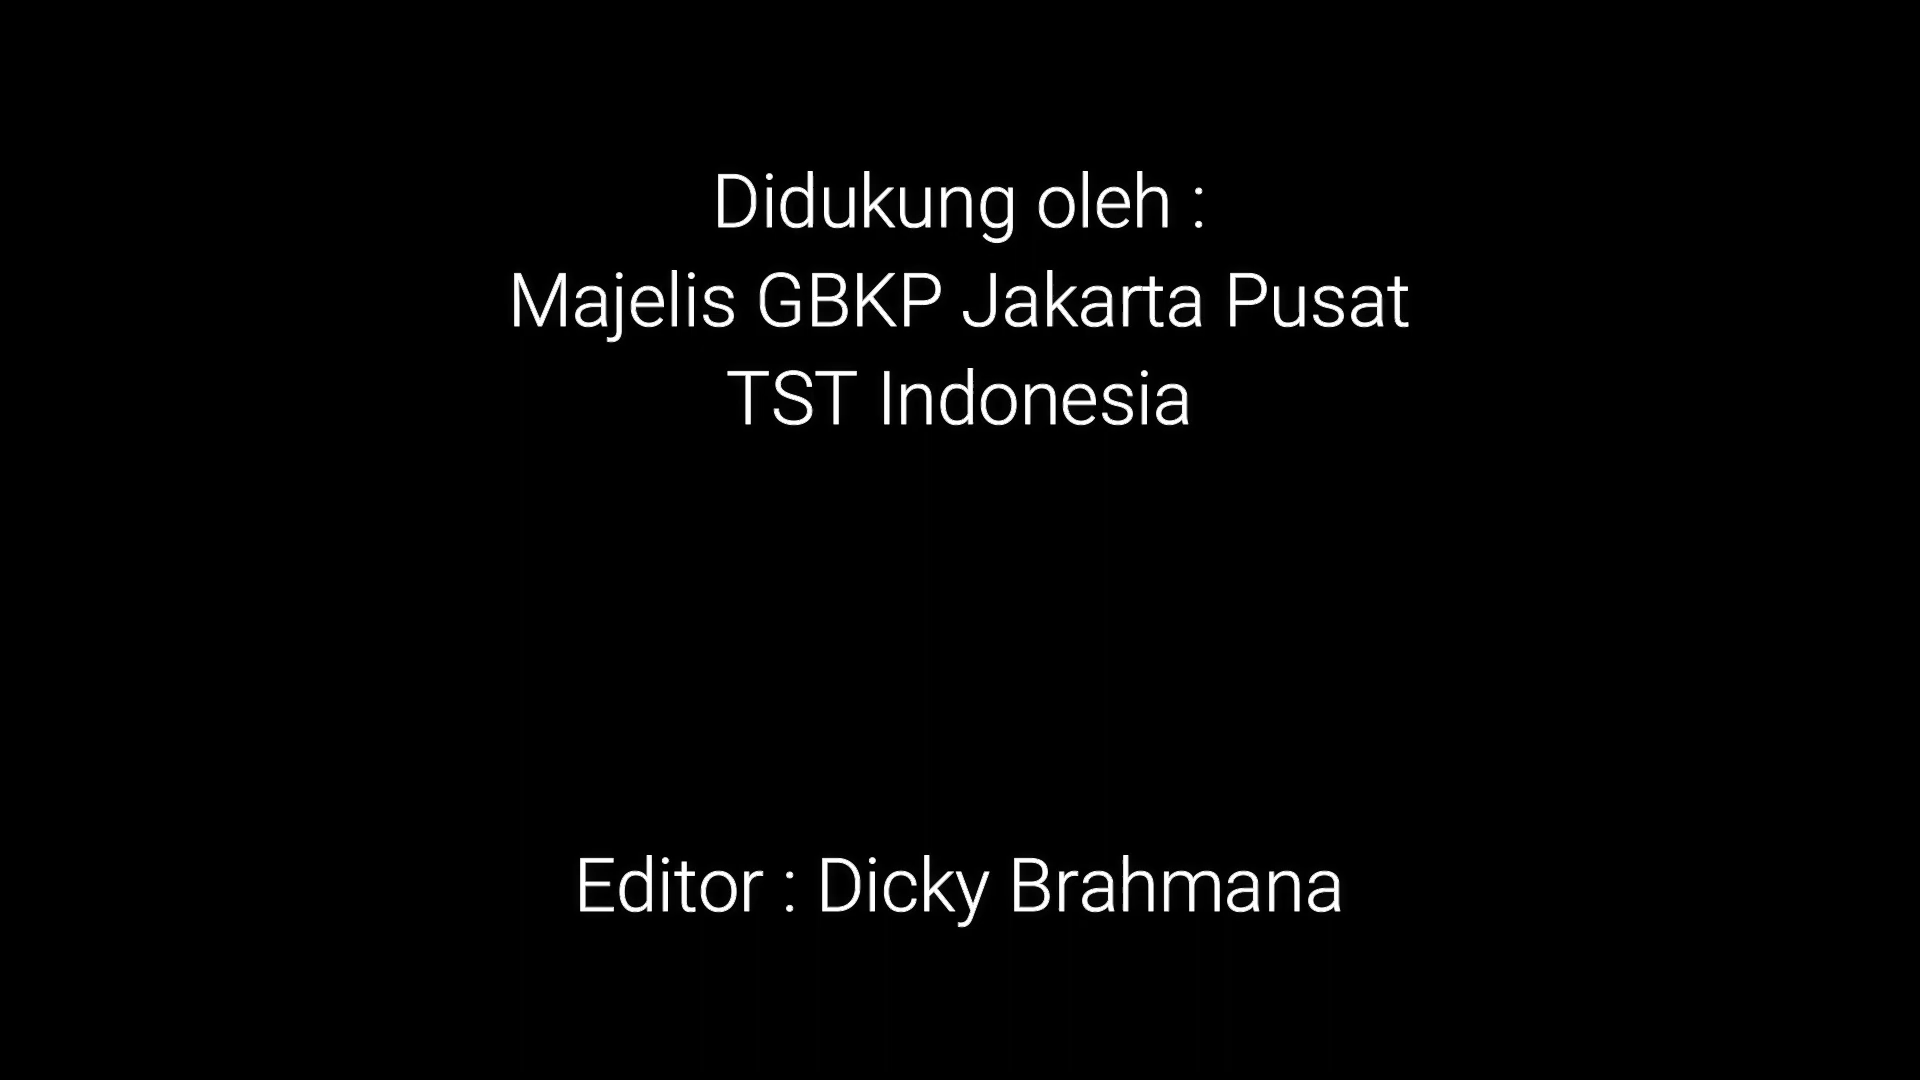 Didukung oleh :
Majelis GBKP Jakarta Pusat
TST Indonesia
Editor : Dicky Brahmana